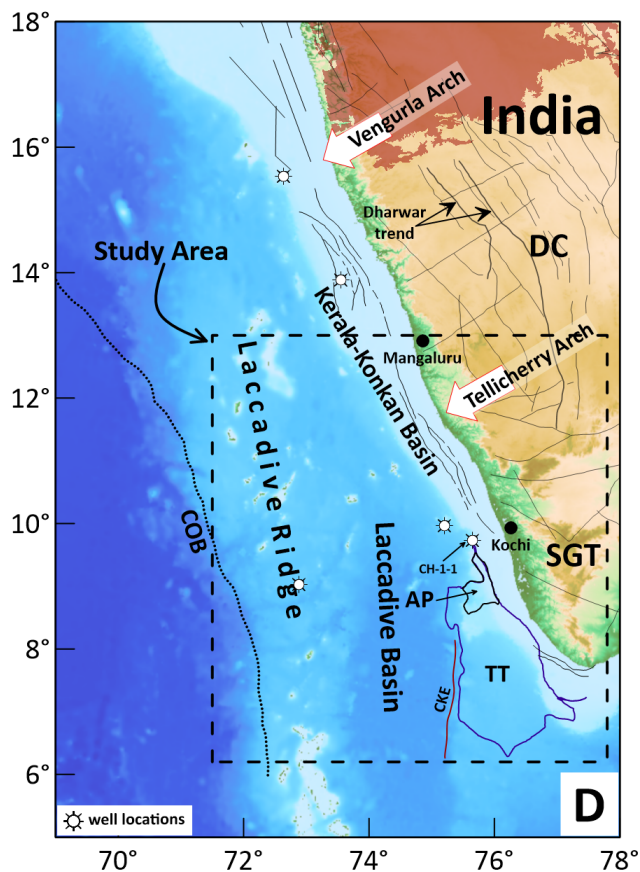 18°
16°
14°
12°
10°
8°
6°
India
Vengurla Arch
Dharwar
trend
DC
Study Area
Kerala-Konkan Basin
Mangaluru
Tellicherry Arch
Laccadive Ridge
COB
Laccadive Basin
Kochi
SGT
CH-1-1
AP
TT
CKE
well locations
D
70°
72°
74°
76°
78°